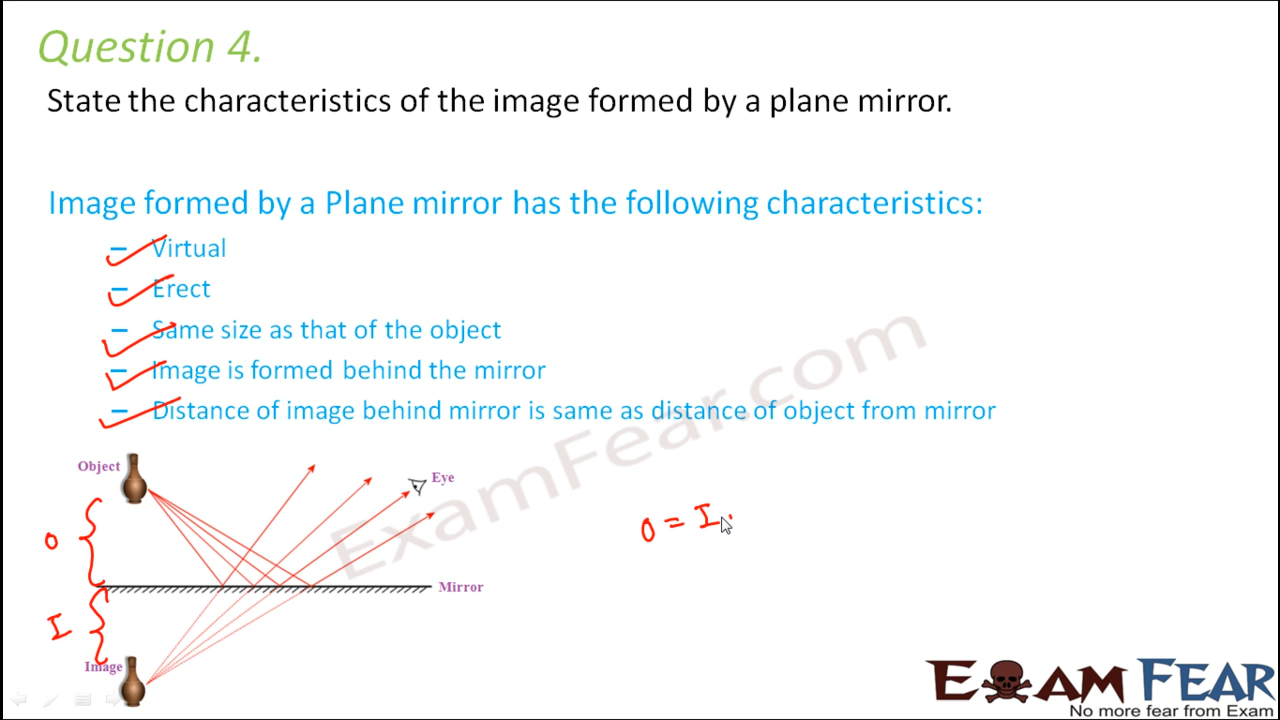 Question 4.
State the characteristics of the image formed by a plane mirror.
Image formed by a Plane mirror has the following characteristics:
– Virtual
– Erect
– Same size as that of the object
– Image is formed behind the mirror
– Distance of image behind mirror is same as distance of object from mirror
ExamFear.com
Object
Eye
O
O = I.
Mirror
I
Image
EXAM FEAR
No more fear from Exam